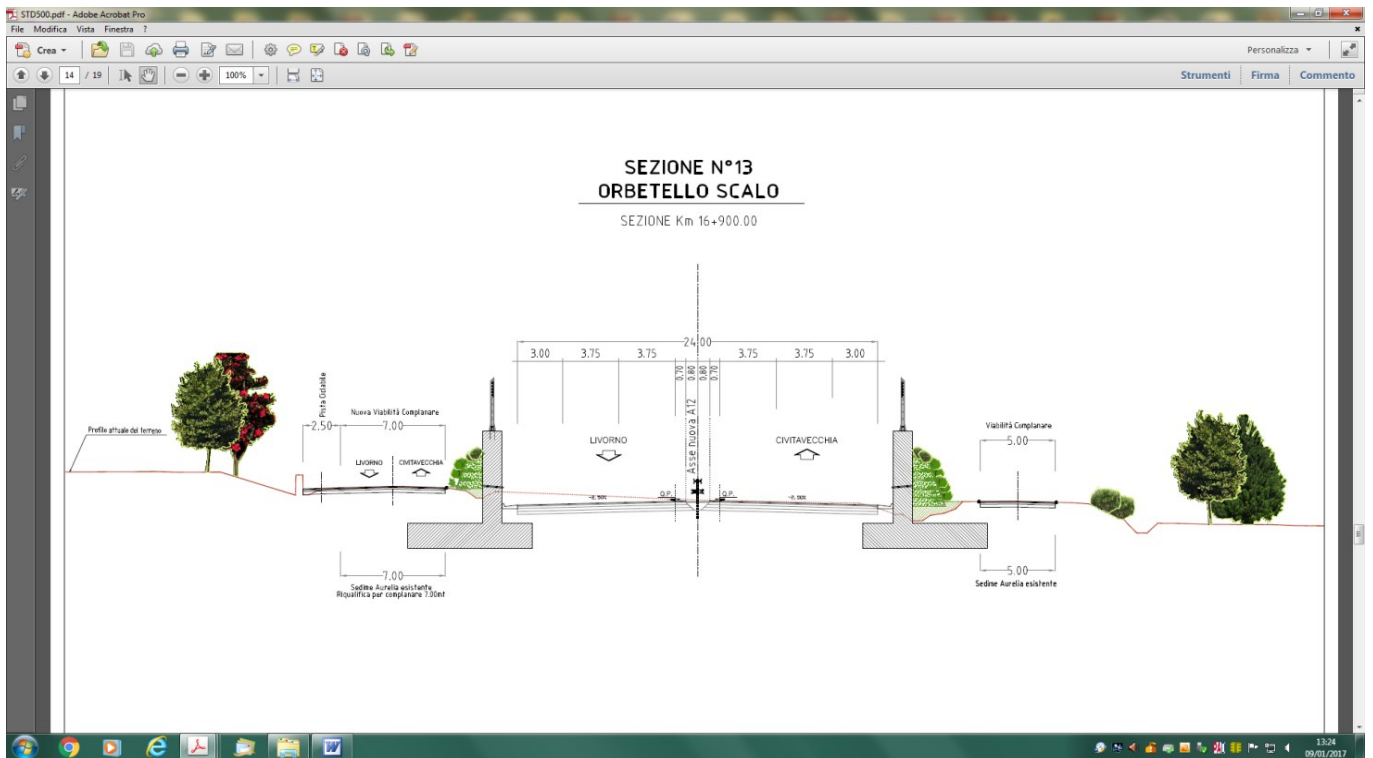 STD500.pdf - Adobe Acrobat Pro
File Modifica Vista Finestra ?
Crea
Personalizza
14 / 19
100%
Strumenti Firma Commento
SEZIONE N°13
ORBETELLO SCALO
SEZIONE Km 16+900.00
24.00
3.00 3.75 3.75 3.75 3.75 3.00
0.70 0.80 0.80 0.70
Pista Ciclabile
Nuova Viabilità Complanare
2.50 7.00
Asse nuova A12
Viabilità Complanare
5.00
Profilo attuale del terreno
LIVORNO
CIVITAVECCHIA
LIVORNO CIVITAVECCHIA
Q.P. Q.P.
-2.50% -2.50%
7.00
Sedime Aurelia esistente
Riqualifica per complanare 7.00mt
5.00
Sedime Aurelia esistente
13:24
09/01/2017